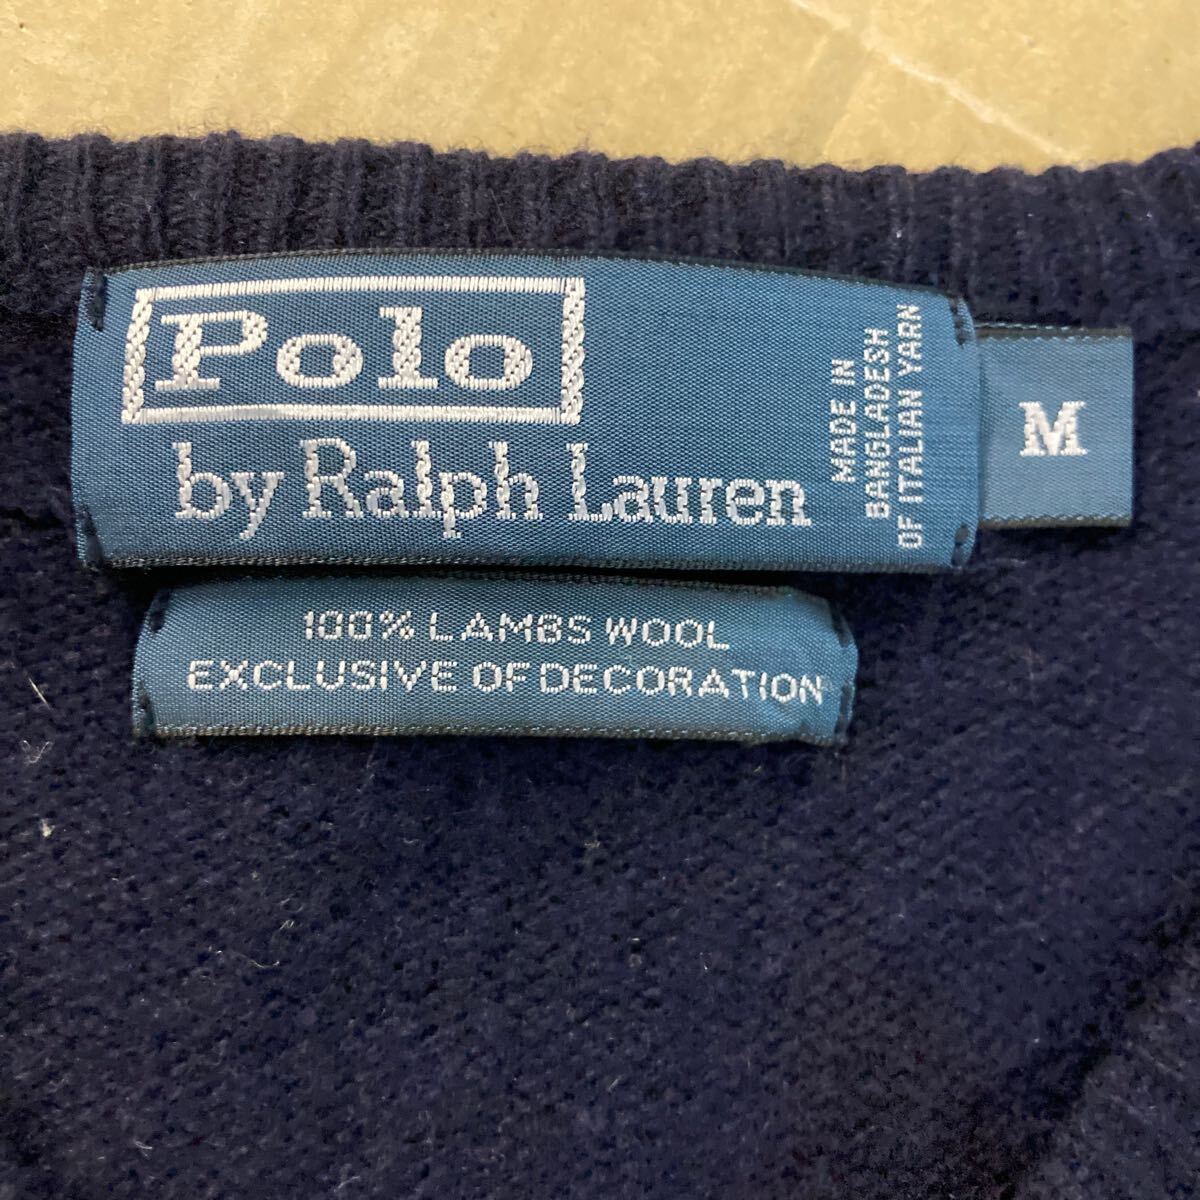 Polo
by Ralph Lauren
MADE IN
BANGLADESH
OF ITALIAN YARN
M
100% LAMBS WOOL
EXCLUSIVE OF DECORATION